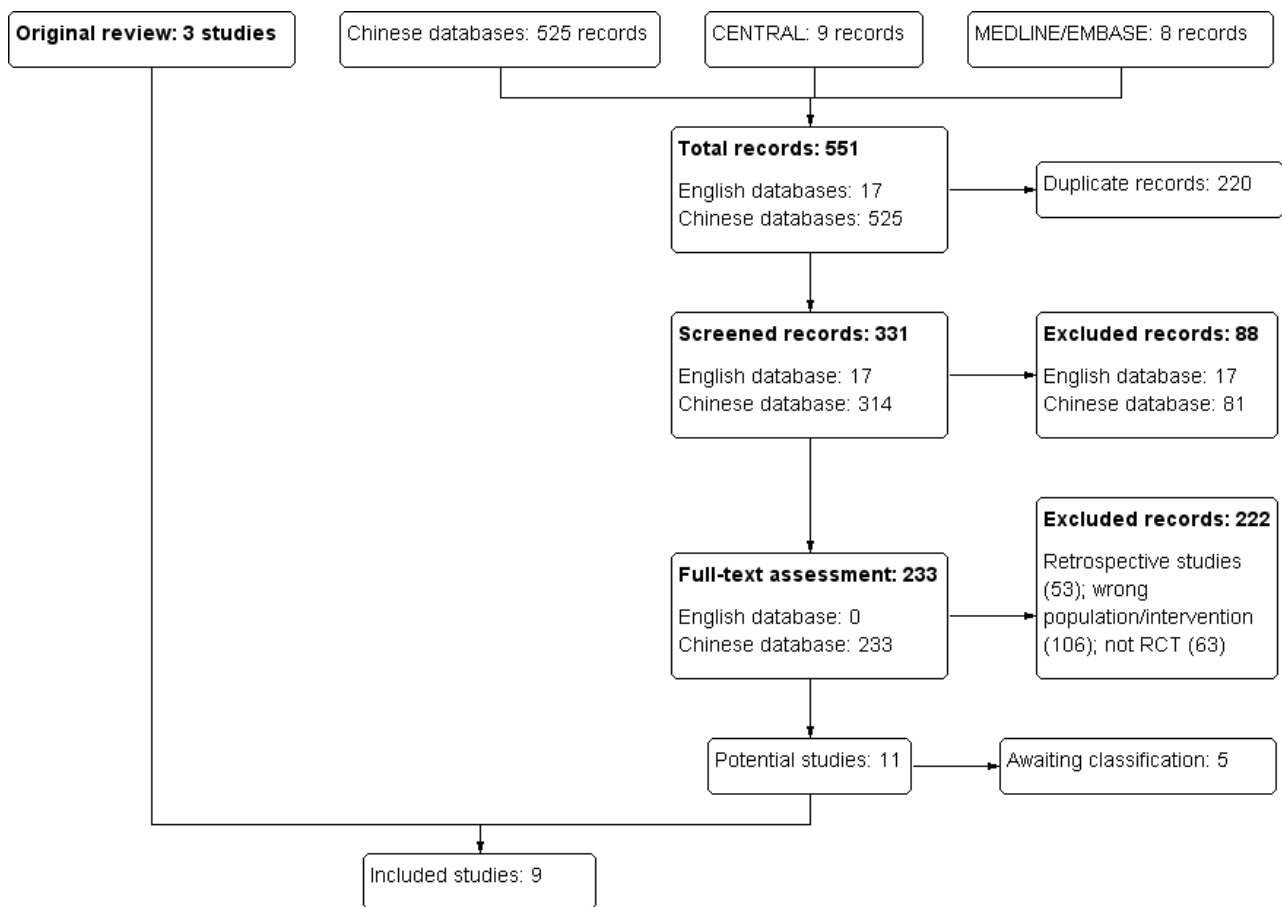 Original review: 3 studies
Chinese databases: 525 records
CENTRAL: 9 records
MEDLINE/EMBASE: 8 records
Total records: 551
English databases: 17
Chinese databases: 525
Duplicate records: 220
Screened records: 331
English database: 17
Chinese database: 314
Excluded records: 88
English database: 17
Chinese database: 81
Full-text assessment: 233
English database: 0
Chinese database: 233
Excluded records: 222
Retrospective studies
(53); wrong
population/intervention
(106); not RCT (63)
Potential studies: 11
Awaiting classification: 5
Included studies: 9